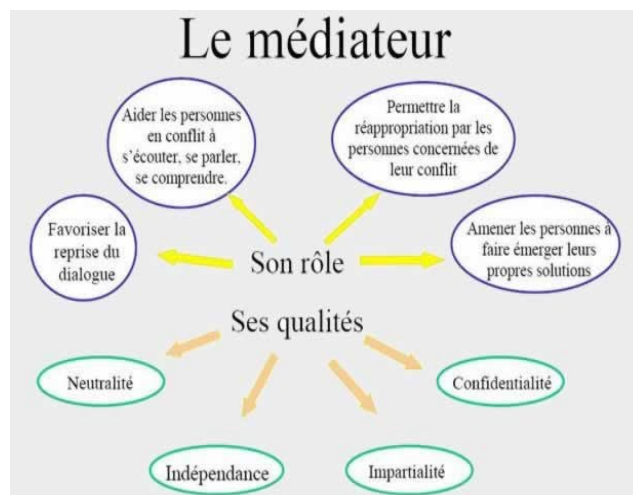 Le médiateur
Aider les personnes
en conflit à
s'écouter, se parler,
se comprendre.
Permettre la
réappropriation par les
personnes concernées de
leur conflit
Favoriser la
reprise du
dialogue
Amener les personnes à
faire émerger leurs
propres solutions
Son rôle
Ses qualités
Neutralité
Confidentialité
Indépendance
Impartialité